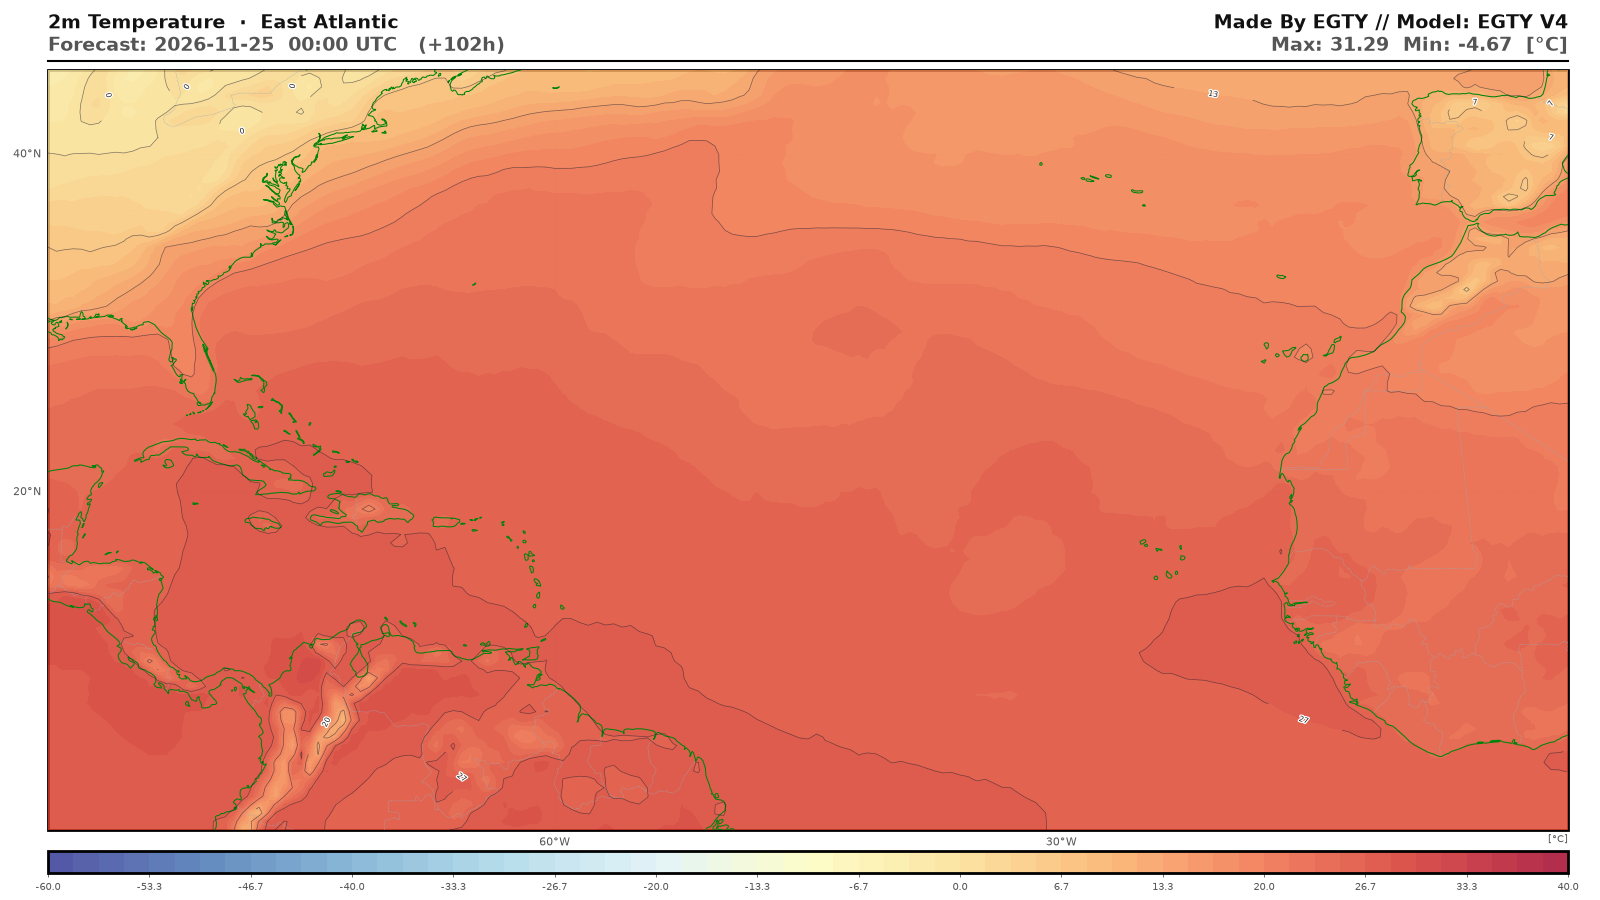 2m Temperature · East Atlantic
Made By EGTY // Model: EGTY V4
Forecast: 2026-11-25 00:00 UTC (+102h)
Max: 31.29 Min: -4.67 [°C]
0 0 0 13 7 7
0 7
40°N
20°N
20 27
27
60°W 30°W [°C]
-60.0 -53.3 -46.7 -40.0 -33.3 -26.7 -20.0 -13.3 -6.7 0.0 6.7 13.3 20.0 26.7 33.3 40.0